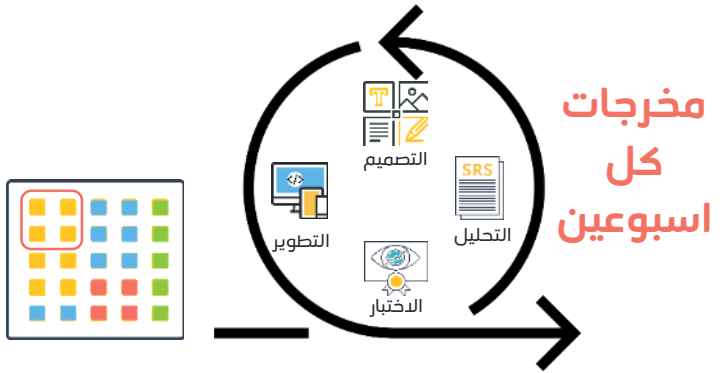 مخرجات
كل
اسبوعين
T
التصميم
SRS
التحليل
</>
التطوير
الاختبار